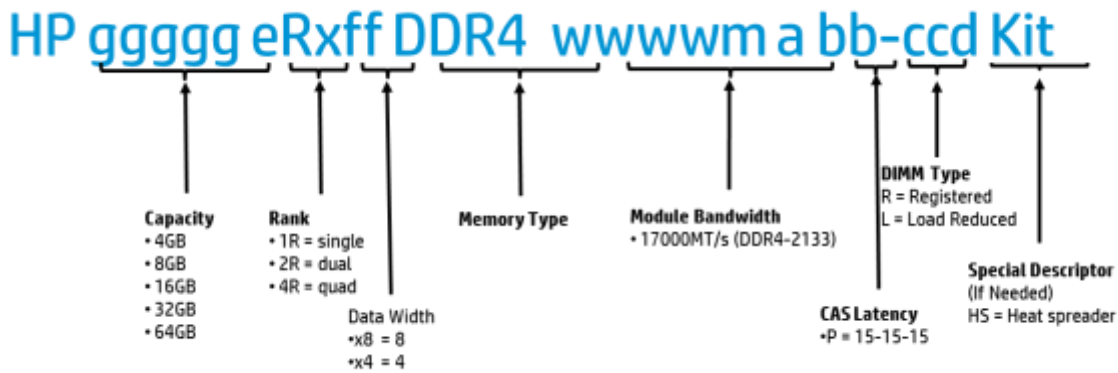 HP ggggg eRxff DDR4 wwwwm a bb-ccd Kit
Capacity
• 4GB
• 8GB
• 16GB
• 32GB
• 64GB
Rank
• 1R = single
• 2R = dual
• 4R = quad
Data Width
•x8 = 8
•x4 = 4
Memory Type
Module Bandwidth
• 17000MT/s (DDR4-2133)
CAS Latency
•P = 15-15-15
DIMM Type
R = Registered
L = Load Reduced
Special Descriptor
(If Needed)
HS = Heat spreader